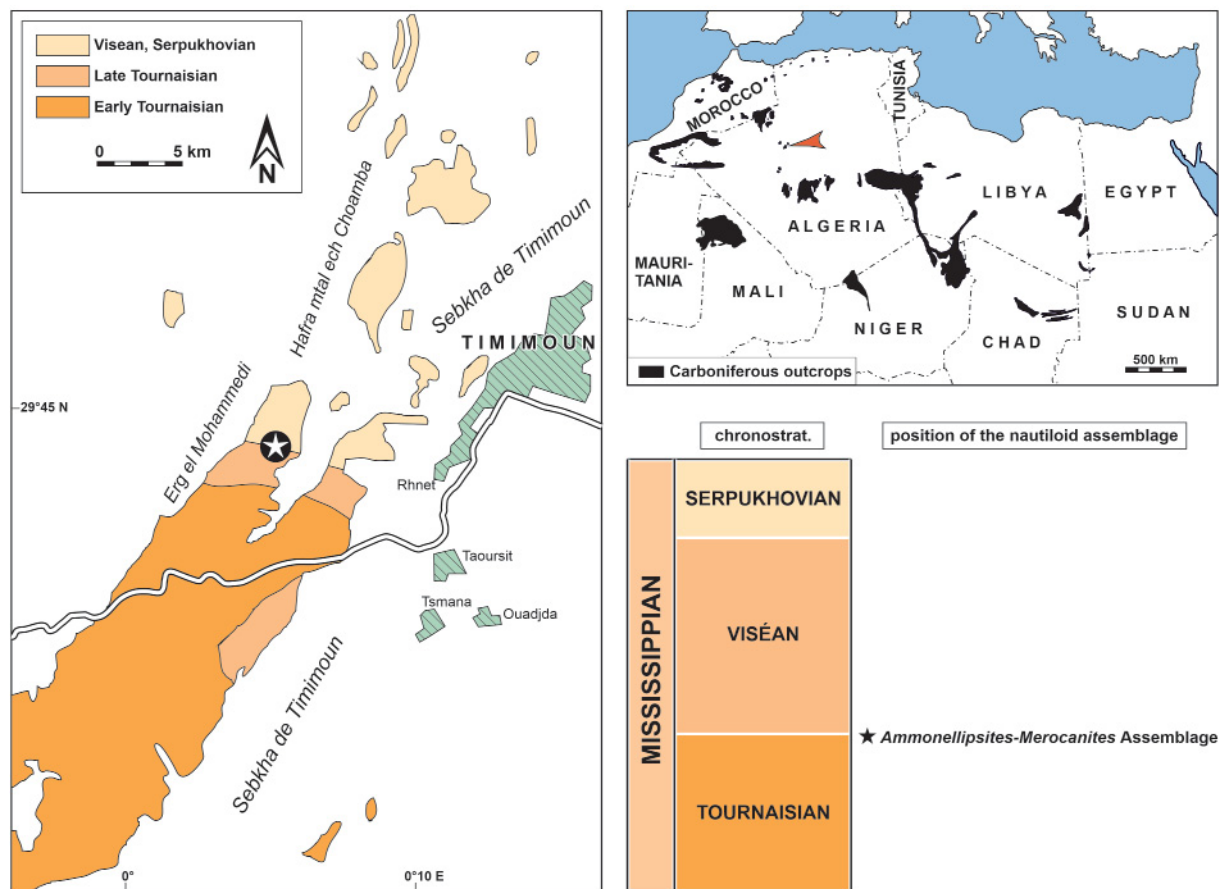 Visean, Serpukhovian
Late Tournaisian
Early Tournaisian
0 5 km
N
Hafra mtal ech Choamba
Sebkha de Timimoun
TIMIMOUN
Erg el Mohammedi
29°45 N
Rhnet
Taoursit
Tsmana
Ouadjda
Sebkha de Timimoun
0°
0°10 E
MOROCCO
TUNISIA
ALGERIA
LIBYA
EGYPT
MAURI-
TANIA
MALI
NIGER
CHAD
SUDAN
Carboniferous outcrops
500 km
chronostrat.
position of the nautiloid assemblage
MISSISSIPPIAN
SERPUKHOVIAN
VISÉAN
TOURNAISIAN
★ Ammonellipsites-Merocanites Assemblage